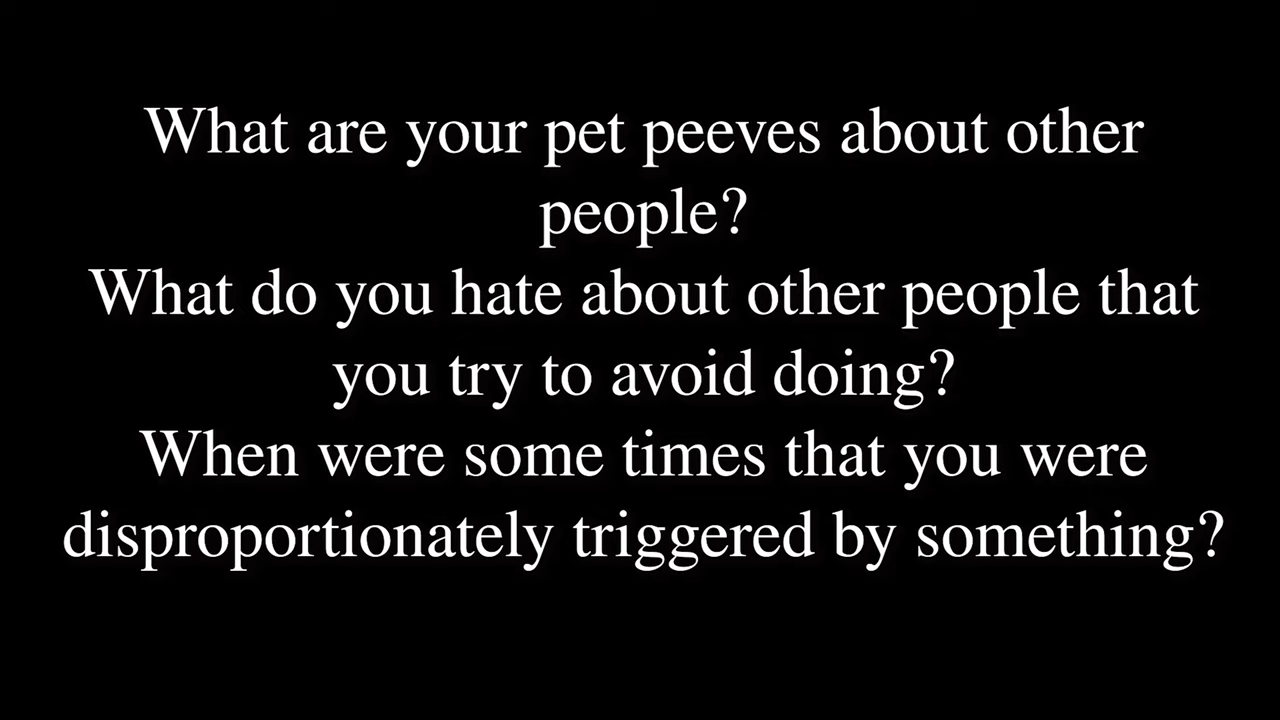 What are your pet peeves about other
people?
What do you hate about other people that
you try to avoid doing?
When were some times that you were
disproportionately triggered by something?